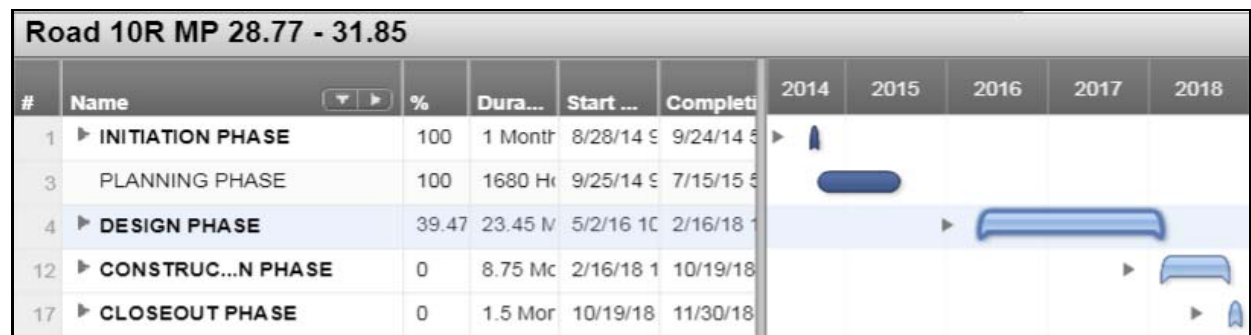 Road 10R MP 28.77 - 31.85
# Name % Dura... Start ... Completi 2014 2015 2016 2017 2018
1 INITIATION PHASE 100 1 Month 8/28/14 9/24/14
3 PLANNING PHASE 100 1680 9/25/14 7/15/15
4 DESIGN PHASE 39.47 23.45 5/2/16 2/16/18
12 CONSTRUC...N PHASE 0 8.75 2/16/18 10/19/18
17 CLOSEOUT PHASE 0 1.5 Mor 10/19/18 11/30/18